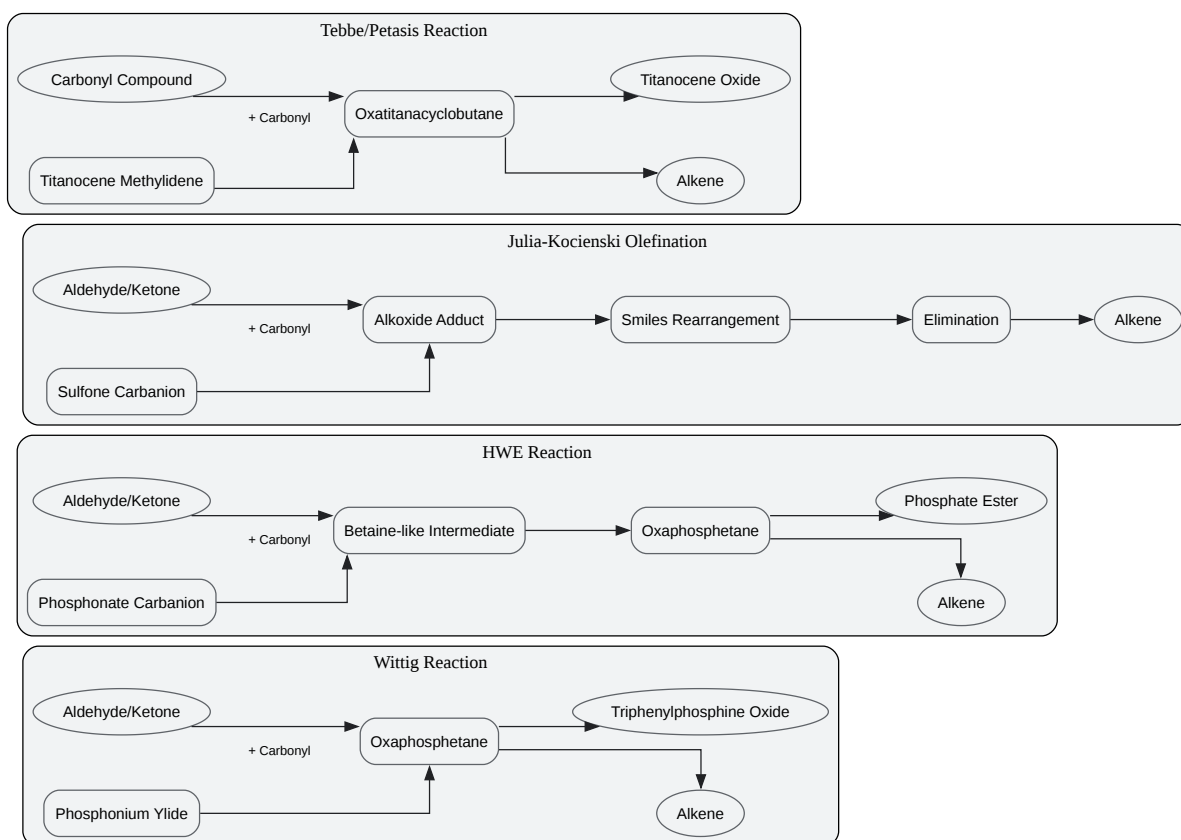 Tebbe/Petasis Reaction
Carbonyl Compound
Titanocene Oxide
Oxatitanacyclobutane
+ Carbonyl
Titanocene Methylidene
Alkene
Julia-Kocienski Olefination
Aldehyde/Ketone
Alkoxide Adduct
Smiles Rearrangement
Elimination
Alkene
+ Carbonyl
Sulfone Carbanion
HWE Reaction
Aldehyde/Ketone
Phosphate Ester
Betaine-like Intermediate
Oxaphosphetane
+ Carbonyl
Phosphonate Carbanion
Alkene
Wittig Reaction
Aldehyde/Ketone
Triphenylphosphine Oxide
Oxaphosphetane
+ Carbonyl
Phosphonium Ylide
Alkene